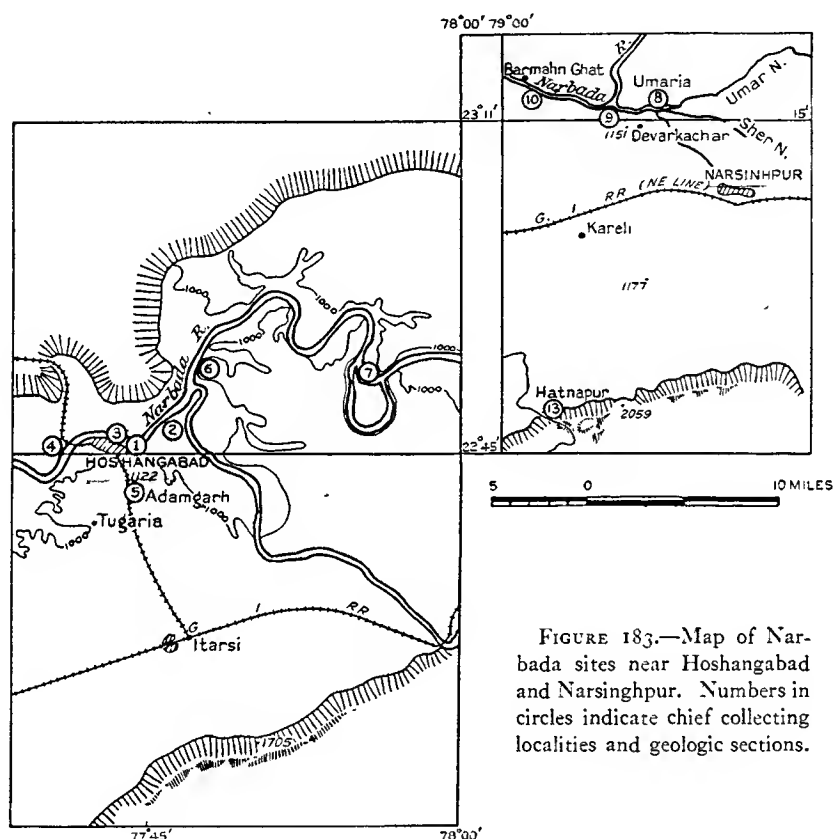 78°00' 79°00'
Barmahn Ghat
Narbada
R.
Umaria
Umar N.
Sher N.
10
8
9
23°11'
15'
1151
Devarkachar
NARSINHPUR
G. I RR (NE LINE)
Kareli
1177
Hatnapur
13
2059
22°45'
1000
1000
1000
1000
1000
Narbada R.
6
7
3
4
1
2
HOSHANGABAD
1122
5
Adamgarh
1000
Tugaria
1000
G I RR
Itarsi
1705
77°45'
78°00'
5 0 10 MILES
FIGURE 183.—Map of Nar-
bada sites near Hoshangabad
and Narsinghpur. Numbers in
circles indicate chief collecting
localities and geologic sections.